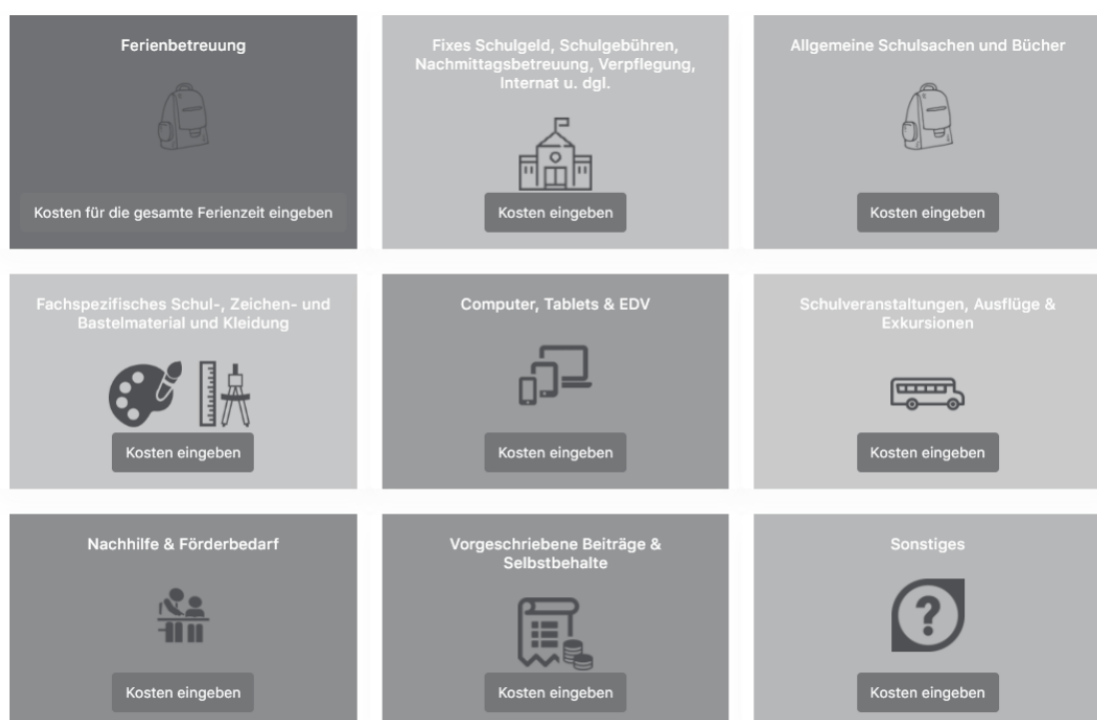 Ferienbetreuung
Kosten für die gesamte Ferienzeit eingeben
Fixes Schulgeld, Schulgebühren,
Nachmittagsbetreuung, Verpflegung,
Internat u. dgl.
Kosten eingeben
Allgemeine Schulsachen und Bücher
Kosten eingeben
Fachspezifisches Schul-, Zeichen- und
Bastelmaterial und Kleidung
Kosten eingeben
Computer, Tablets & EDV
Kosten eingeben
Schulveranstaltungen, Ausflüge &
Exkursionen
Kosten eingeben
Nachhilfe & Förderbedarf
Kosten eingeben
Vorgeschriebene Beiträge &
Selbstbehalte
Kosten eingeben
Sonstiges
?
Kosten eingeben